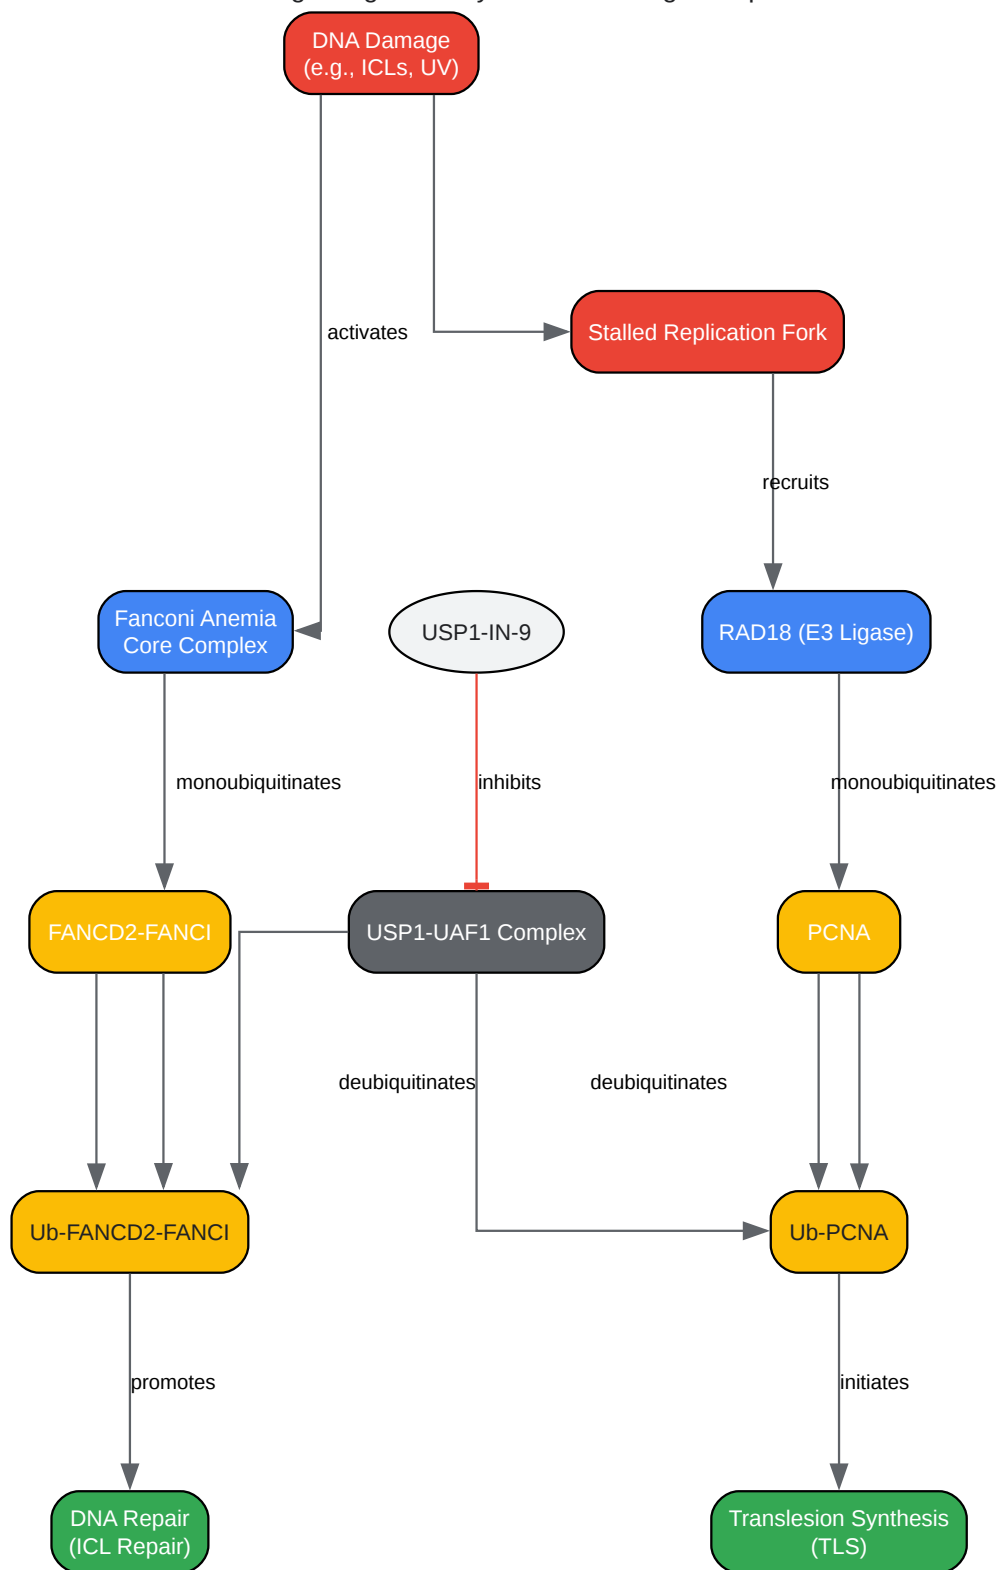 DNA Damage
(e.g., ICLs, UV)
activates
Stalled Replication Fork
recruits
Fanconi Anemia
Core Complex
USP1-IN-9
RAD18 (E3 Ligase)
monoubiquitinates
inhibits
monoubiquitinates
FANCD2-FANCI
USP1-UAF1 Complex
PCNA
deubiquitinates
deubiquitinates
Ub-FANCD2-FANCI
Ub-PCNA
promotes
initiates
DNA Repair
(ICL Repair)
Translesion Synthesis
(TLS)